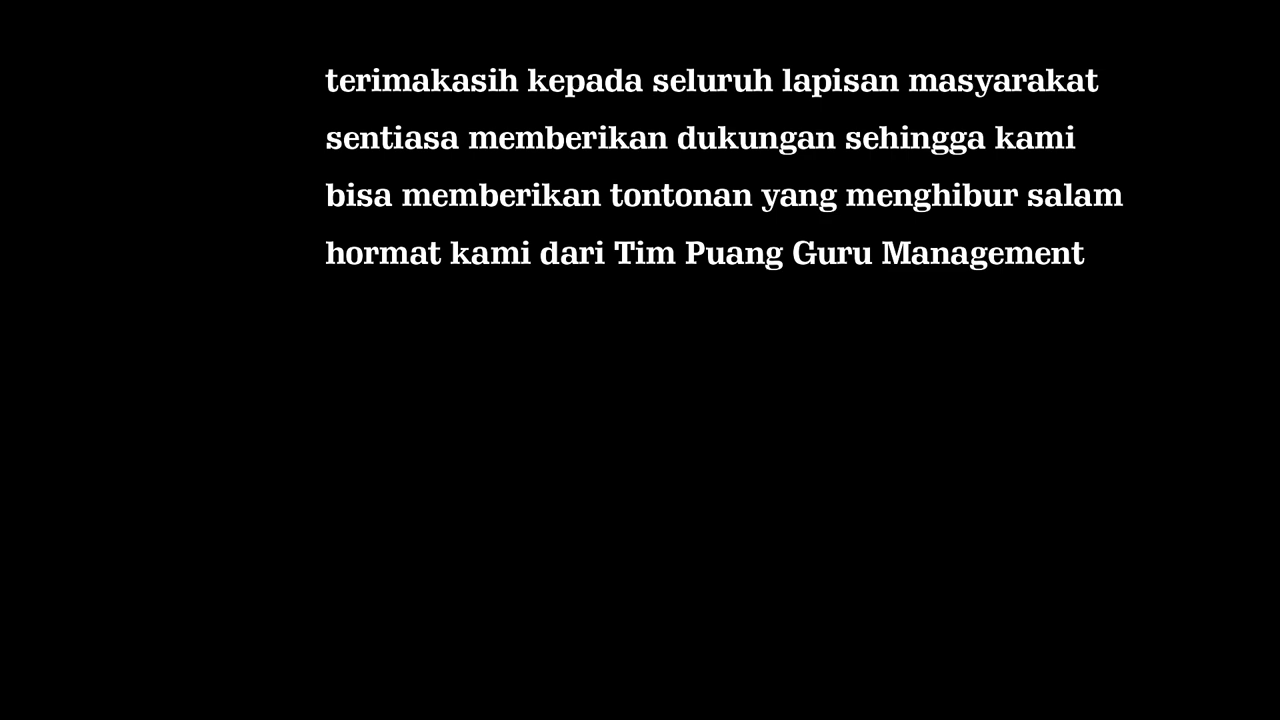 terimakasih kepada seluruh lapisan masyarakat
sentiasa memberikan dukungan sehingga kami
bisa memberikan tontonan yang menghibur salam
hormat kami dari Tim Puang Guru Management